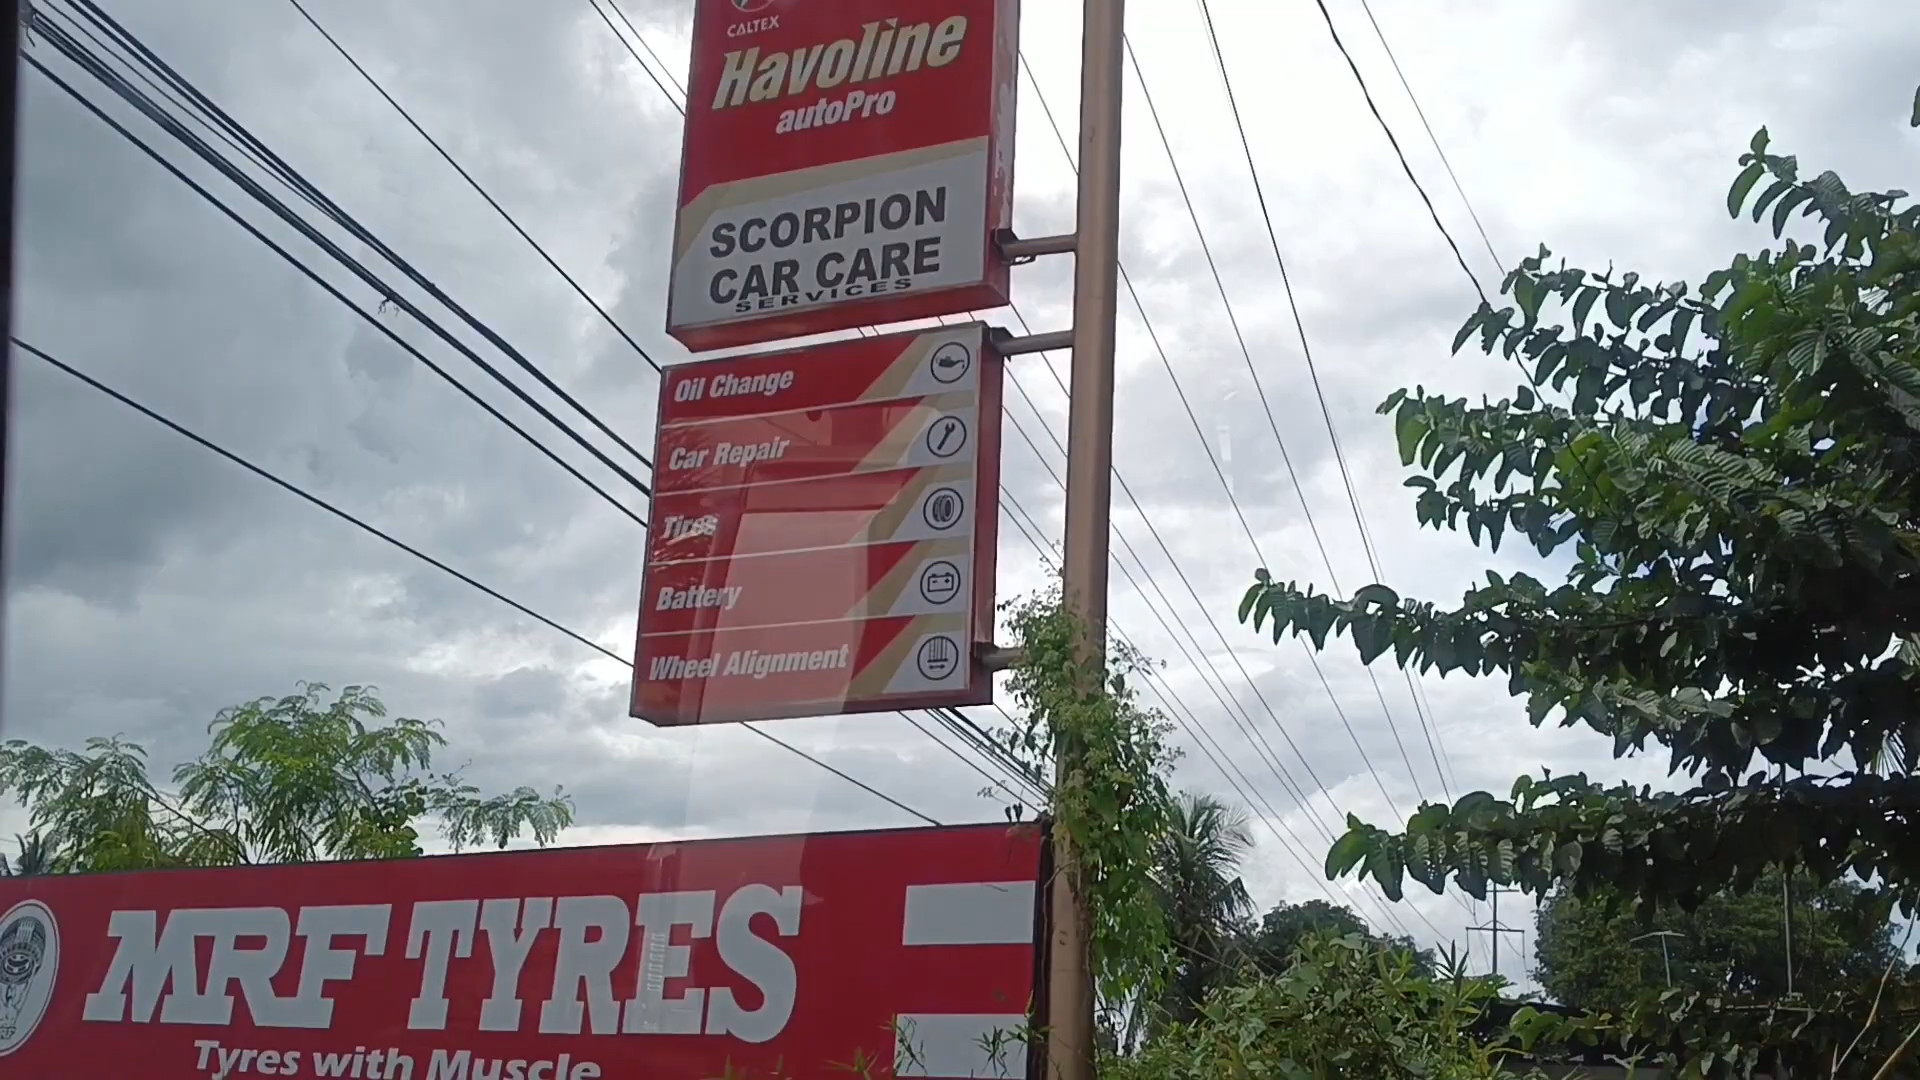 CALTEX
Havoline
autoPro
SCORPION
CAR CARE
SERVICES
Oil Change
Car Repair
Tires
Battery
Wheel Alignment
MRF TYRES
Tyres with Muscle